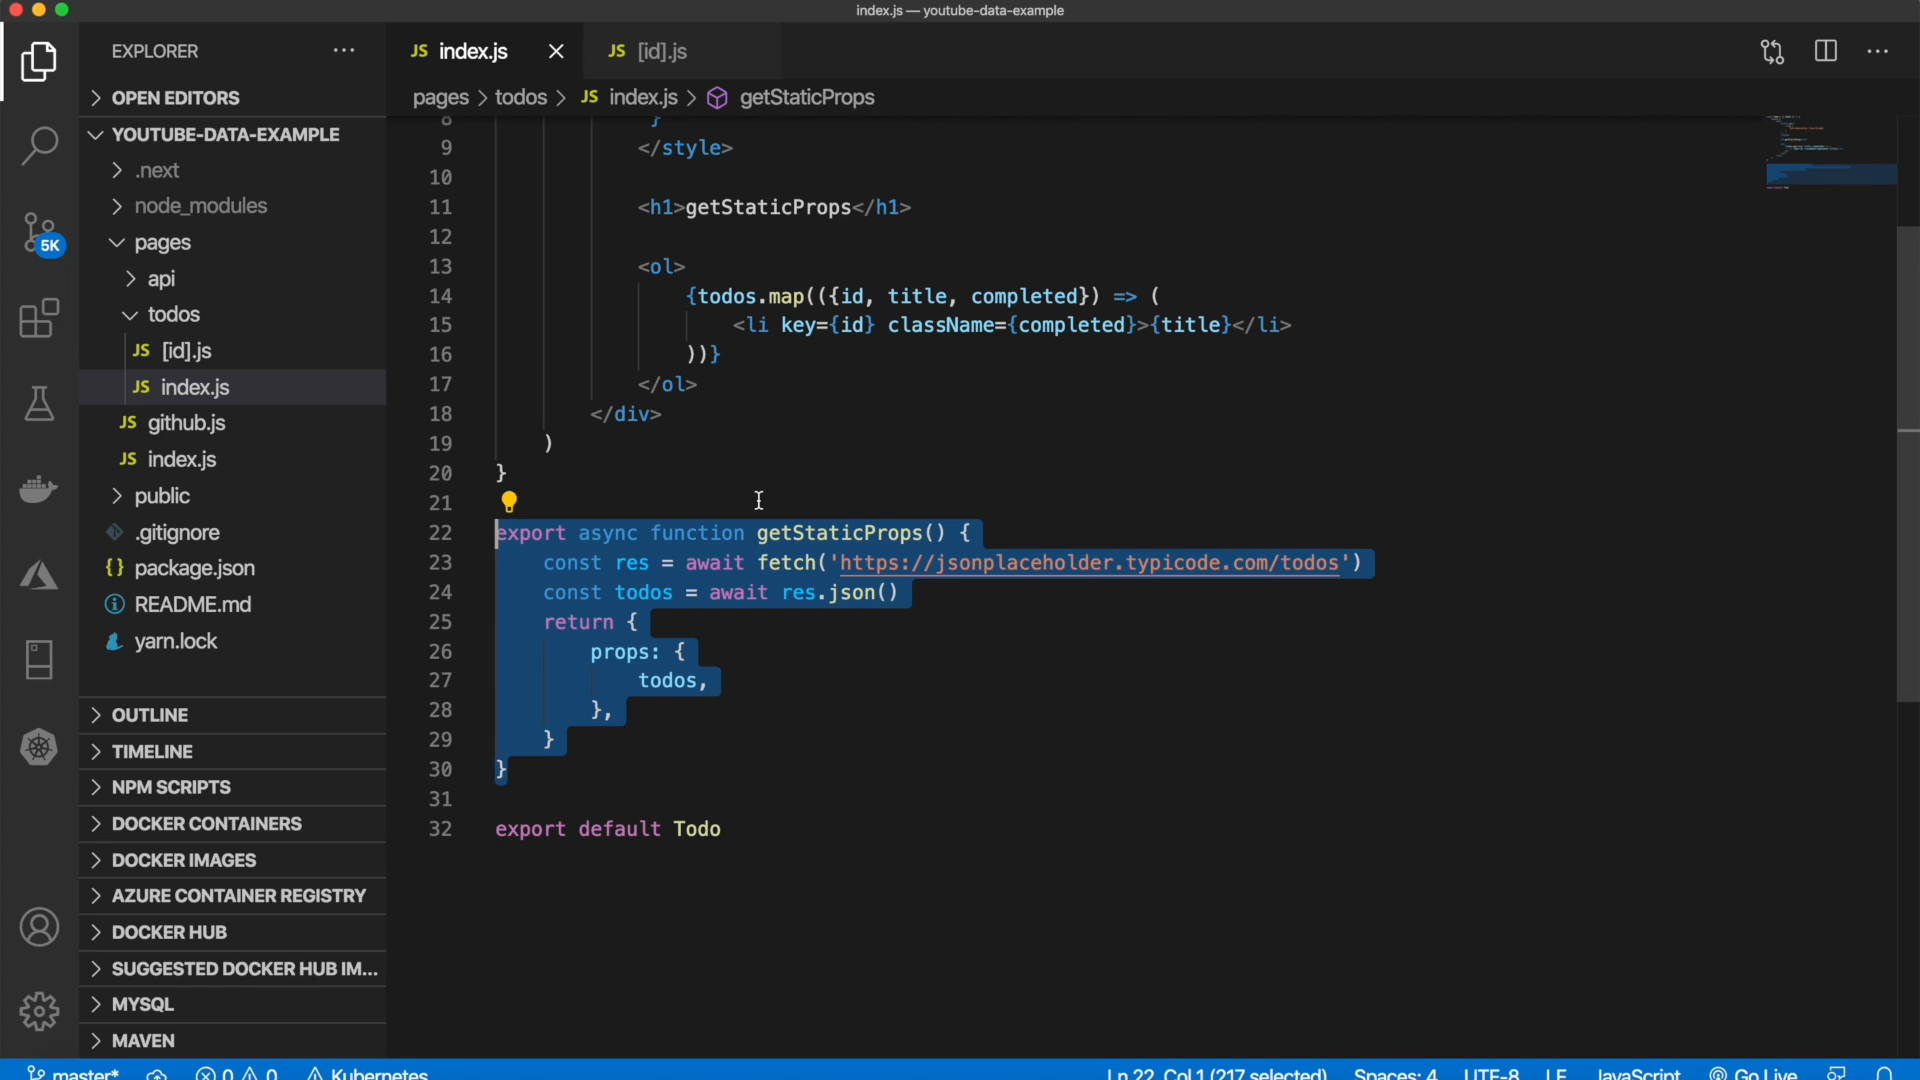 index.js — youtube-data-example
EXPLORER
OPEN EDITORS
YOUTUBE-DATA-EXAMPLE
.next
node_modules
pages
api
todos
JS [id].js
JS index.js
JS github.js
JS index.js
public
.gitignore
{} package.json
README.md
yarn.lock
OUTLINE
TIMELINE
NPM SCRIPTS
DOCKER CONTAINERS
DOCKER IMAGES
AZURE CONTAINER REGISTRY
DOCKER HUB
SUGGESTED DOCKER HUB IM...
MYSQL
MAVEN
5K
JS index.js
JS [id].js
pages > todos > JS index.js > getStaticProps
8 }
9 </style>
10
11 <h1>getStaticProps</h1>
12
13 <ol>
14 {todos.map(({id, title, completed}) => (
15 <li key={id} className={completed}>{title}</li>
16 ))}
17 </ol>
18 </div>
19 )
20 }
21
22 export async function getStaticProps() {
23 const res = await fetch('https://jsonplaceholder.typicode.com/todos')
24 const todos = await res.json()
25 return {
26 props: {
27 todos,
28 },
29 }
30 }
31
32 export default Todo
master* 0 0 Kubernetes Ln 22, Col 1 (217 selected) Spaces: 4 UTF-8 LF JavaScript Go Live